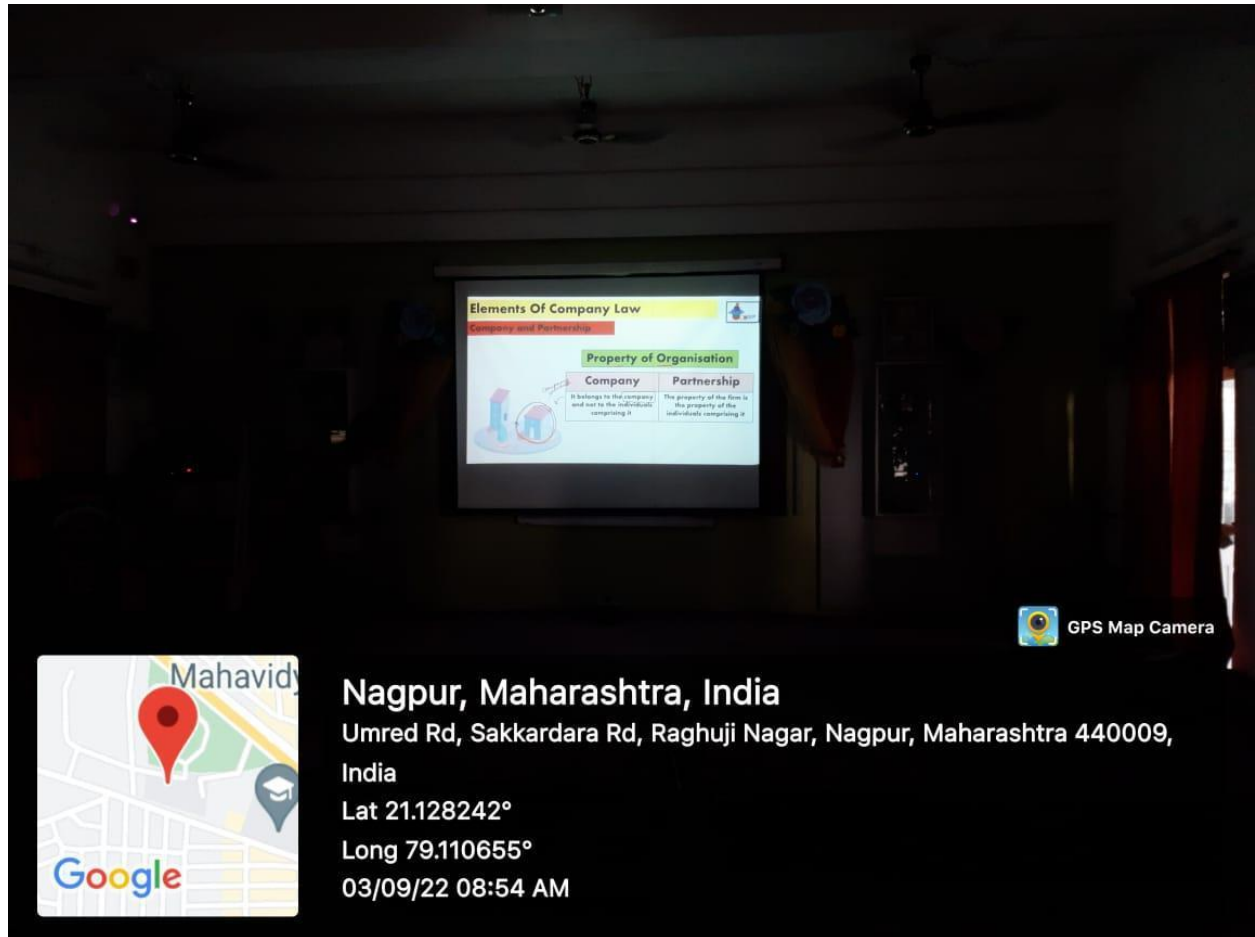 Elements Of Company Law
Company and Partnership
Property of Organisation
Company
Partnership
It belongs to the company
and not to the individuals
comprising it
The property of the firm is
the property of the
individuals comprising it
GPS Map Camera
Mahavidy
Google
Nagpur, Maharashtra, India
Umred Rd, Sakkardara Rd, Raghuji Nagar, Nagpur, Maharashtra 440009,
India
Lat 21.128242°
Long 79.110655°
03/09/22 08:54 AM